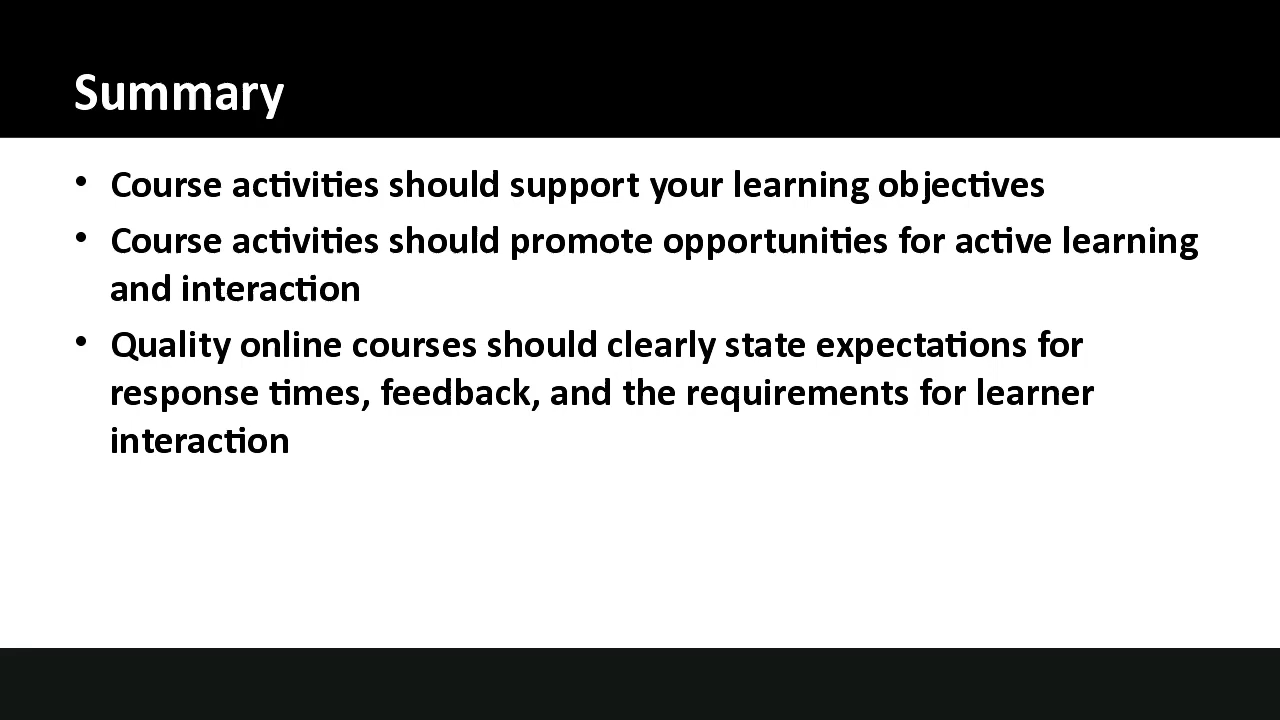 Summary
• Course activities should support your learning objectives
• Course activities should promote opportunities for active learning
and interaction
• Quality online courses should clearly state expectations for
response times, feedback, and the requirements for learner
interaction